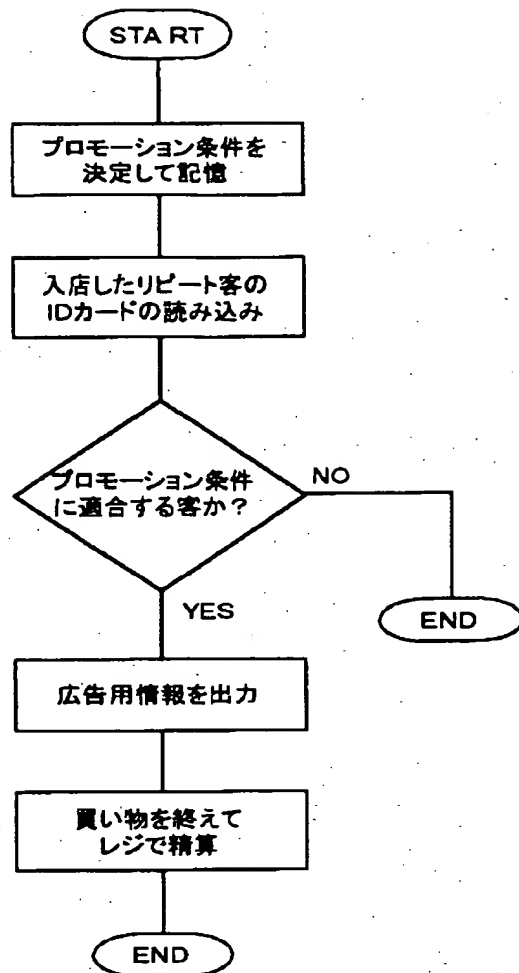 START
プロモーション条件を
決定して記憶
入店したリピート客の
IDカードの読み込み
プロモーション条件
に適合する客か？
NO
YES
END
広告用情報を出力
買い物を終えて
レジで精算
END